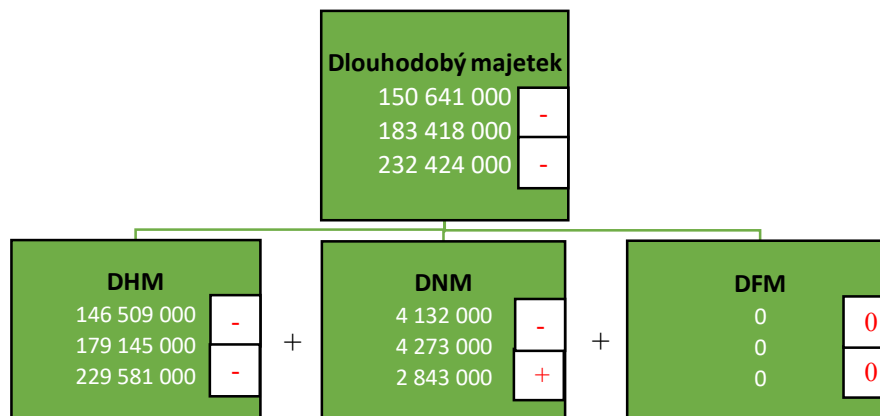 Dlouhodobý majetek
150 641 000
-
183 418 000
-
232 424 000
DHM
146 509 000
-
179 145 000
-
229 581 000
+
DNM
4 132 000
-
4 273 000
+
2 843 000
+
DFM
0
0
0
0
0